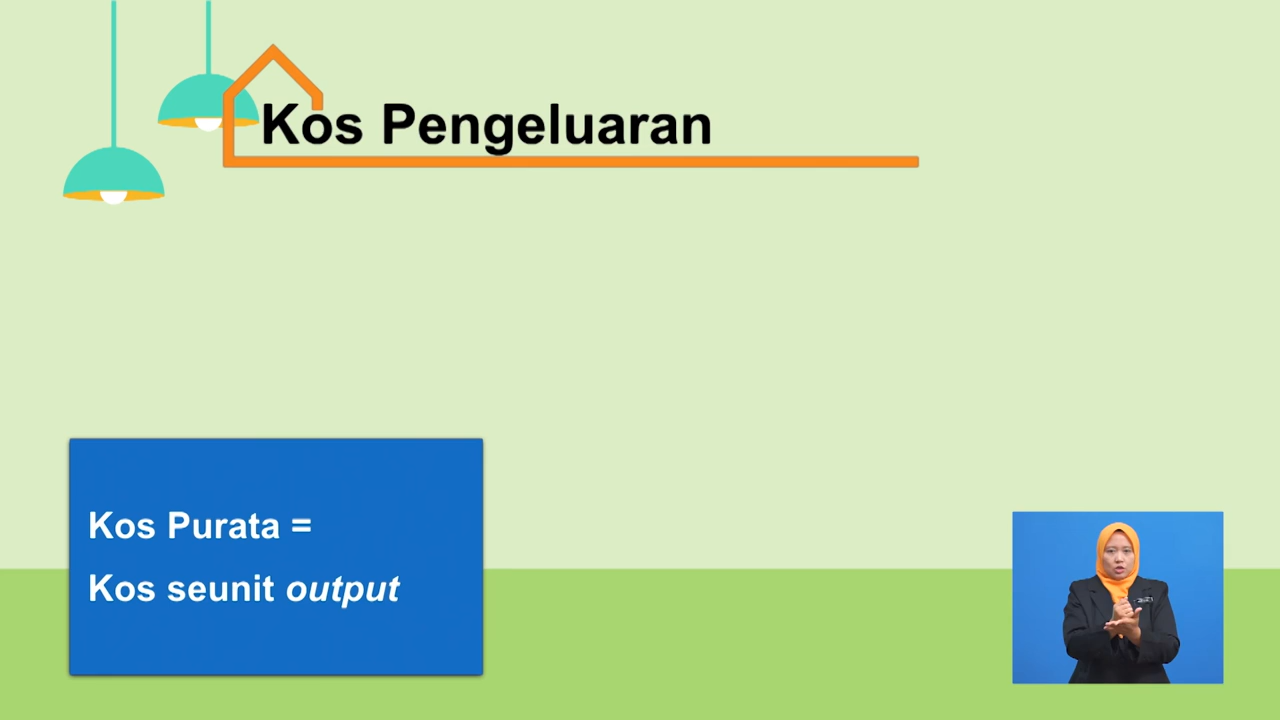 Kos Pengeluaran
Kos Purata =
Kos seunit output